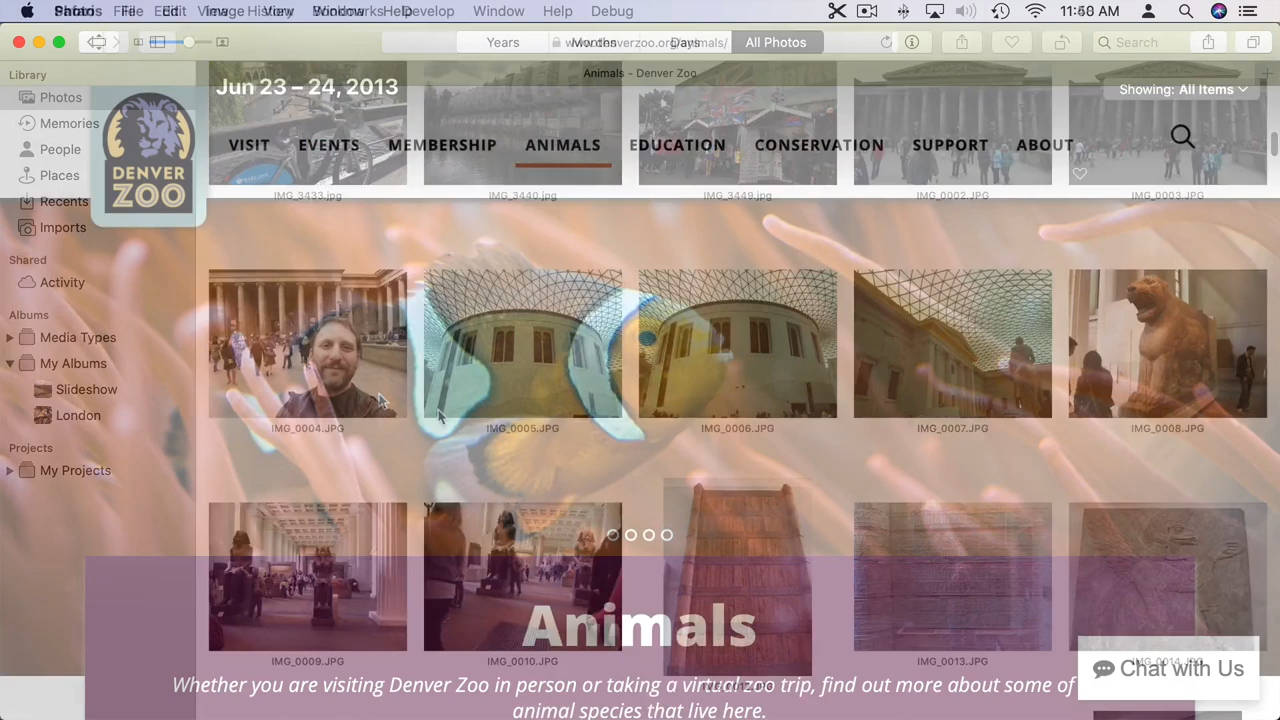 File Edit Image View Window Help
Safari File Edit View History Bookmarks Develop Window Help Debug
11:50 AM
Years Months Days All Photos
www.denverzoo.org/animals/
Search
Library
Animals - Denver Zoo
Jun 23 – 24, 2013
Showing: All Items
Photos
Memories
People
Places
Recents
Imports
Shared
Activity
Albums
Media Types
My Albums
Slideshow
London
Projects
My Projects
DENVER
ZOO
VISIT EVENTS MEMBERSHIP ANIMALS EDUCATION CONSERVATION SUPPORT ABOUT
IMG_3433.jpg IMG_3440.jpg IMG_3449.jpg IMG_0002.JPG IMG_0003.JPG
IMG_0004.JPG IMG_0005.JPG IMG_0006.JPG IMG_0007.JPG IMG_0008.JPG
IMG_0009.JPG IMG_0010.JPG IMG_0013.JPG IMG_0014.JPG
Animals
Chat with Us
Whether you are visiting Denver Zoo in person or taking a virtual zoo trip, find out more about some of
animal species that live here.